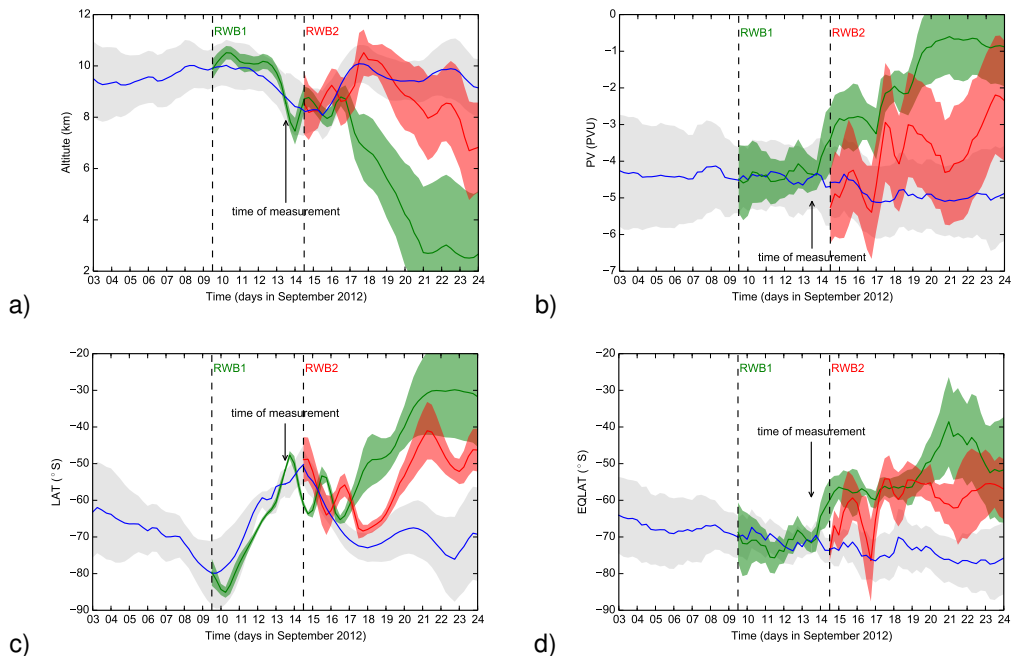 RWB1 RWB2
12
10
8
6
4
2
Altitute (km)
time of measurement
03 04 05 06 07 08 09 10 11 12 13 14 15 16 17 18 19 20 21 22 23 24
Time (days in September 2012)
a)
RWB1 RWB2
0
−1
−2
−3
−4
−5
−6
−7
PV (PVU)
time of measurement
03 04 05 06 07 08 09 10 11 12 13 14 15 16 17 18 19 20 21 22 23 24
Time (days in September 2012)
b)
RWB1 RWB2
−20
−30
−40
−50
−60
−70
−80
−90
LAT (°S)
time of measurement
03 04 05 06 07 08 09 10 11 12 13 14 15 16 17 18 19 20 21 22 23 24
Time (days in September 2012)
c)
RWB1 RWB2
−20
−30
−40
−50
−60
−70
−80
−90
EQLAT (°S)
time of measurement
03 04 05 06 07 08 09 10 11 12 13 14 15 16 17 18 19 20 21 22 23 24
Time (days in September 2012)
d)